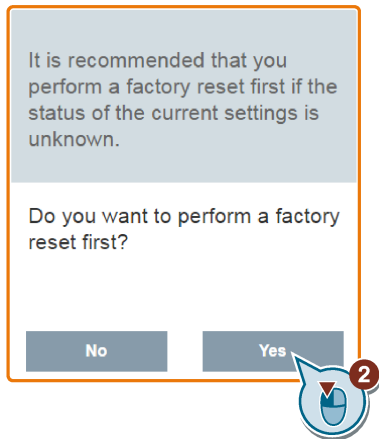 It is recommended that you
perform a factory reset first if the
status of the current settings is
unknown.
Do you want to perform a factory
reset first?
No
Yes
2